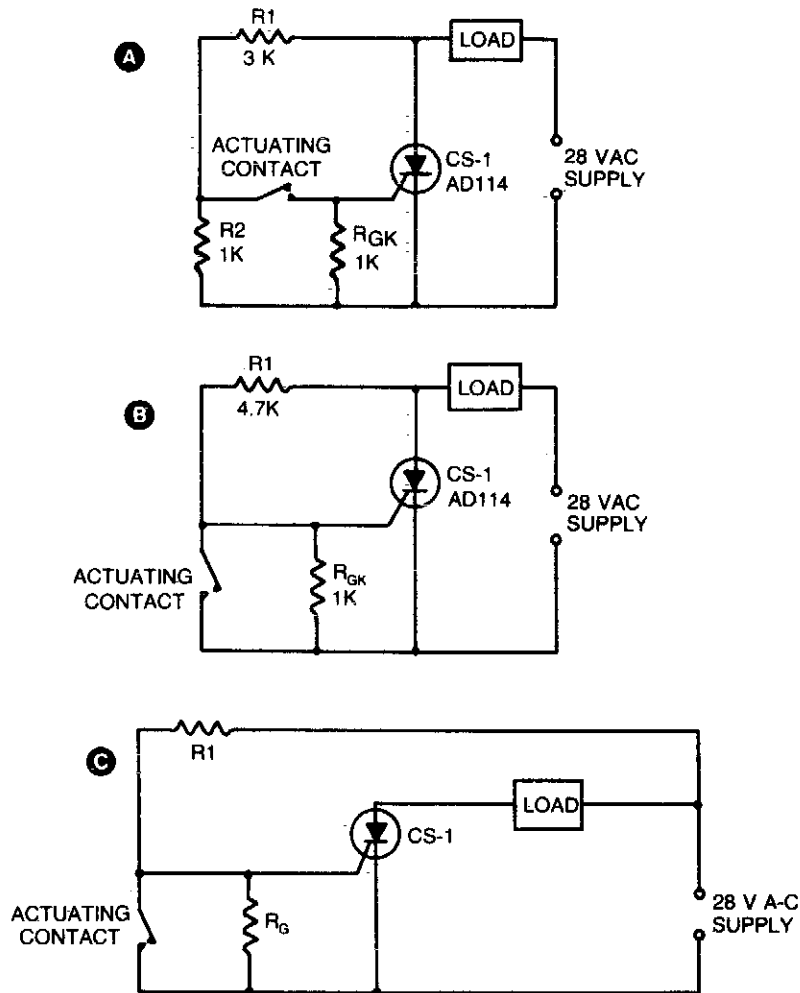 A
R1
3 K
LOAD
ACTUATING
CONTACT
CS-1
AD114
28 VAC
SUPPLY
R2
1K
RGK
1K
B
R1
4.7K
LOAD
CS-1
AD114
28 VAC
SUPPLY
ACTUATING
CONTACT
RGK
1K
C
R1
LOAD
CS-1
ACTUATING
CONTACT
RG
28 V A-C
SUPPLY